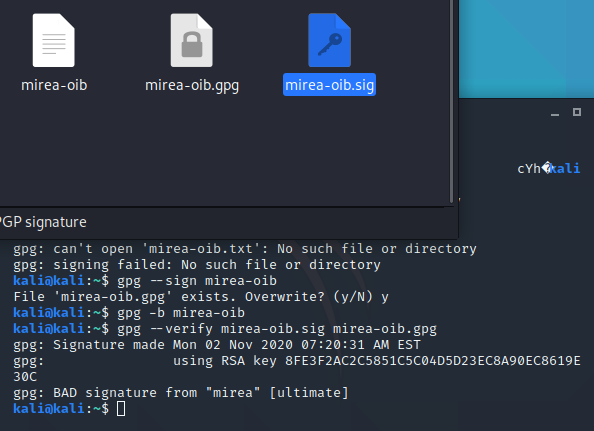 mirea-oib
mirea-oib.gpg
mirea-oib.sig
PGP signature
gpg: can't open 'mirea-oib.txt': No such file or directory
gpg: signing failed: No such file or directory
kali@kali:~$ gpg --sign mirea-oib
File 'mirea-oib.gpg' exists. Overwrite? (y/N) y
kali@kali:~$ gpg -b mirea-oib
kali@kali:~$ gpg --verify mirea-oib.sig mirea-oib.gpg
gpg: Signature made Mon 02 Nov 2020 07:20:31 AM EST
gpg:                using RSA key 8FE3F2AC2C5851C5C04D5D23EC8A90EC8619E
30C
gpg: BAD signature from "mirea" [ultimate]
kali@kali:~$